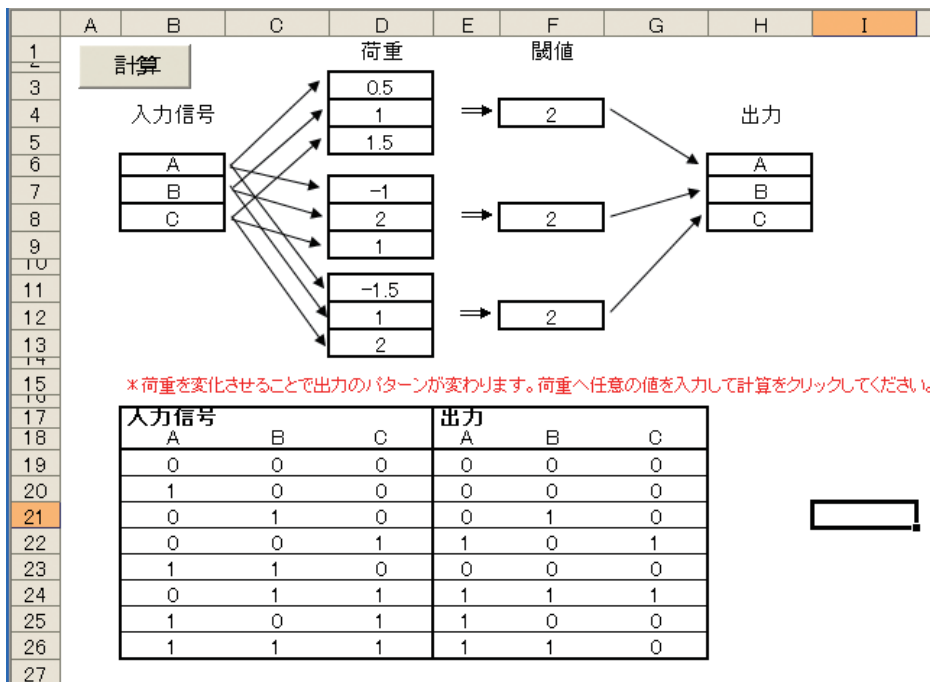 A B C D E F G H I
1 荷重 閾値
2 計算
3 0.5
4 入力信号 1 ⇒ 2 出力
5 1.5
6 A A
7 B -1 B
8 C 2 ⇒ 2 C
9 1
10
11 -1.5
12 1 ⇒ 2
13 2
14
15 *荷重を変化させることで出力のパターンが変わります。荷重へ任意の値を入力して計算をクリックしてください。
16
17 入力信号 出力
18 A B C A B C
19 0 0 0 0 0 0
20 1 0 0 0 0 0
21 0 1 0 0 1 0
22 0 0 1 1 0 1
23 1 1 0 0 0 0
24 0 1 1 1 1 1
25 1 0 1 1 0 0
26 1 1 1 1 1 0
27